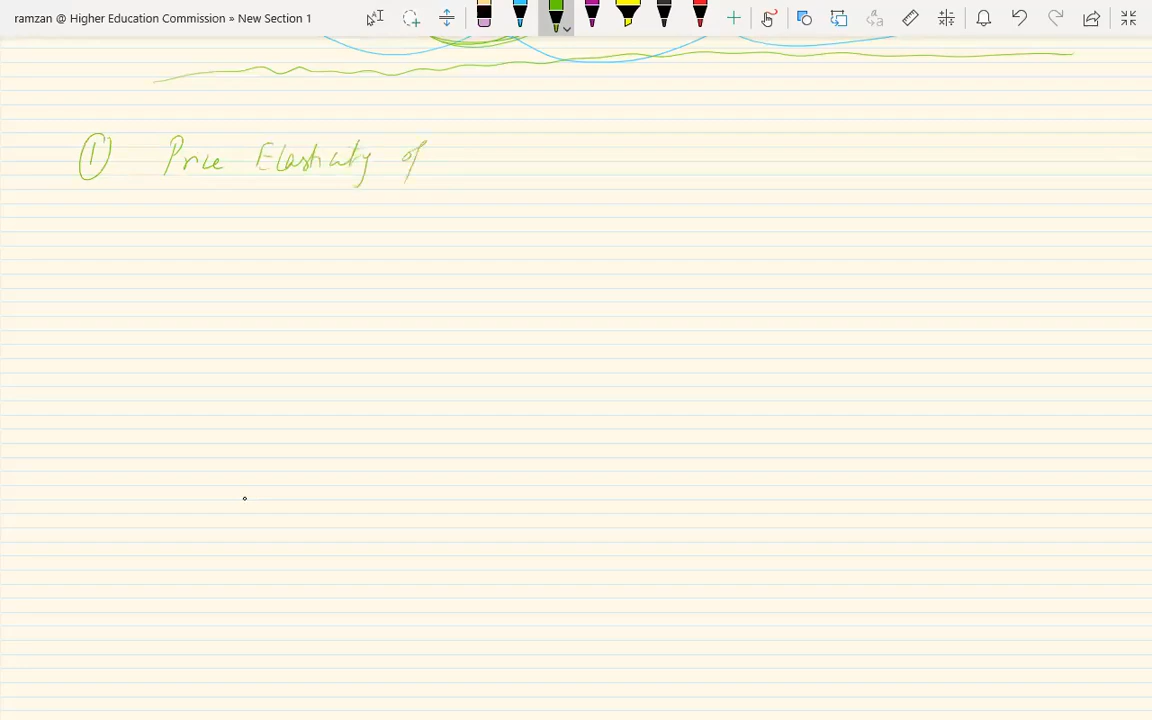 ramzan @ Higher Education Commission » New Section 1
① Price Elasticity of